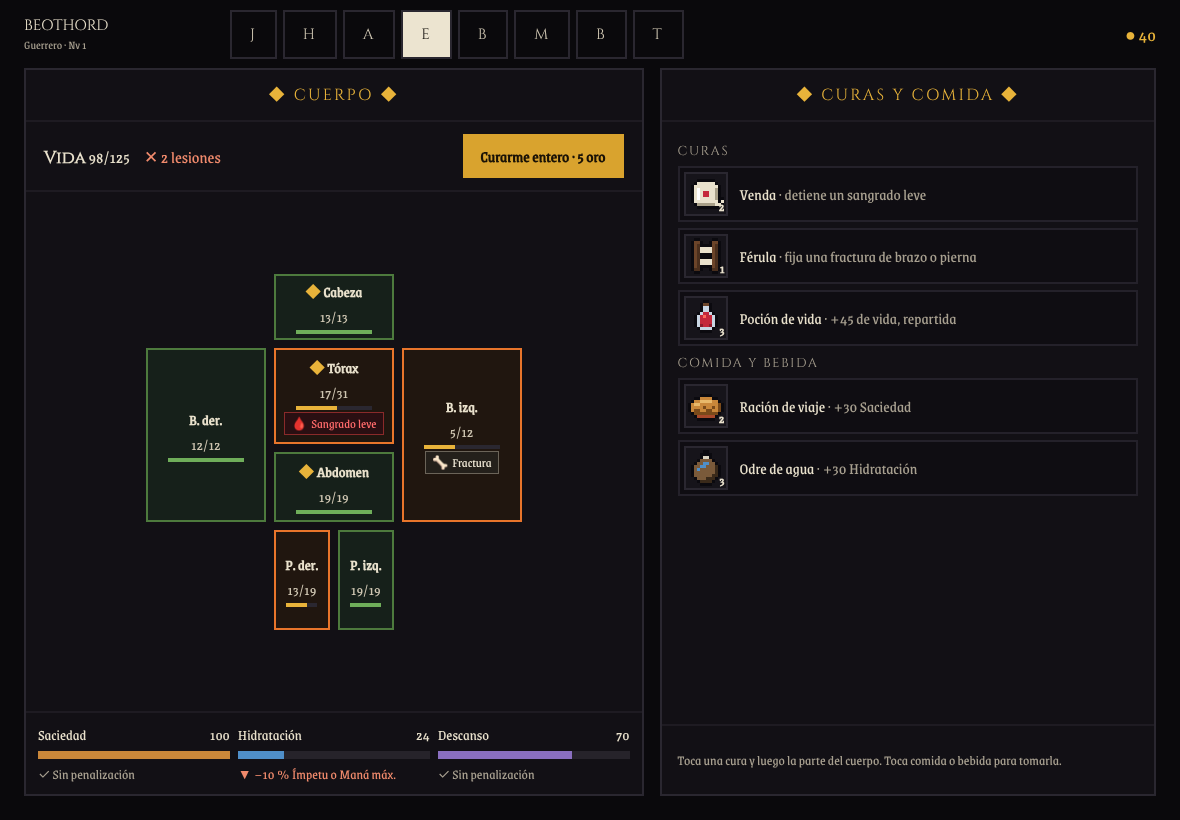 BEOTHORD
Guerrero · Nv 1
J H A E B M B T
40
◆ CUERPO ◆
VIDA 98/125 ✕ 2 lesiones
Curarme entero · 5 oro
◆ Cabeza
13/13
B. der.
12/12
◆ Tórax
17/31
Sangrado leve
B. izq.
5/12
Fractura
◆ Abdomen
19/19
P. der.
13/19
P. izq.
19/19
Saciedad 100
✓ Sin penalización
Hidratación 24
▼ −10 % Ímpetu o Maná máx.
Descanso 70
✓ Sin penalización
◆ CURAS Y COMIDA ◆
CURAS
2
Venda · detiene un sangrado leve
1
Férula · fija una fractura de brazo o pierna
3
Poción de vida · +45 de vida, repartida
COMIDA Y BEBIDA
2
Ración de viaje · +30 Saciedad
3
Odre de agua · +30 Hidratación
Toca una cura y luego la parte del cuerpo. Toca comida o bebida para tomarla.